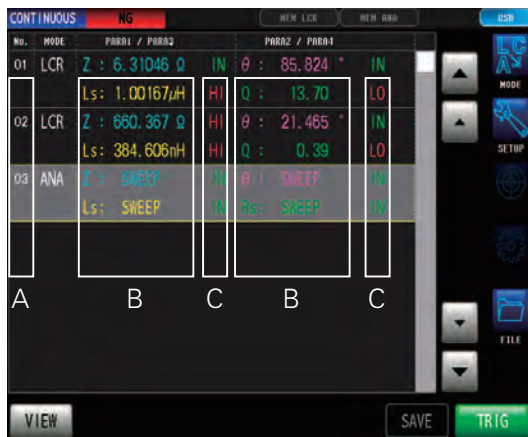 CONTINUOUS NG MEM LCR MEM ANA USB
No. MODE PARA1 / PARA3 PARA2 / PARA4
01 LCR Z : 6.31046 Ω IN θ : 85.824 ° IN
Ls: 1.00167μH HI Q : 13.70 LO
02 LCR Z : 660.367 Ω IN θ : 21.465 ° IN
Ls: 384.606nH HI Q : 0.39 LO
03 ANA Z : SWEEP IN θ : SWEEP IN
Ls: SWEEP IN Bs: SWEEP IN
A B C B C
LC
A
MODE
SETUP
FILE
VIEW SAVE TRIG